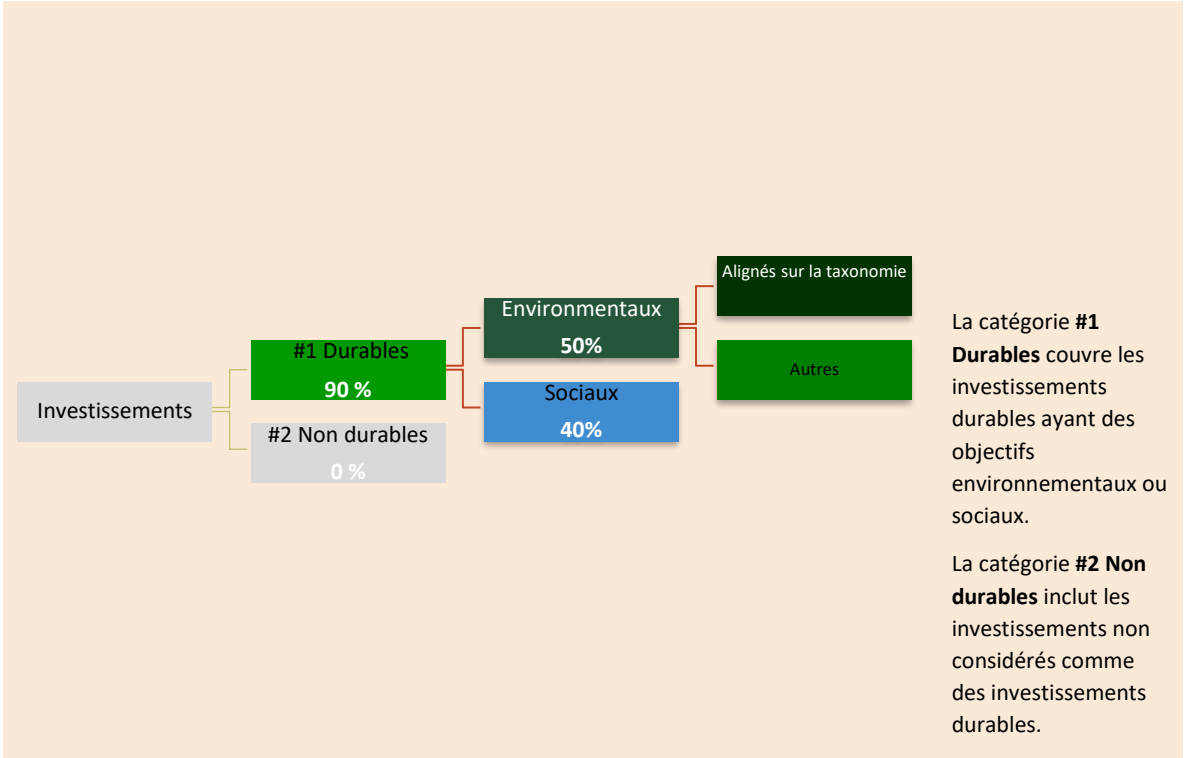 Investissements
#1 Durables
90 %
#2 Non durables
0 %
Environmentaux
50%
Sociaux
40%
Alignés sur la taxonomie
Autres
La catégorie #1
Durables couvre les
investissements
durables ayant des
objectifs
environnementaux ou
sociaux.
La catégorie #2 Non
durables inclut les
investissements non
considérés comme
des investissements
durables.